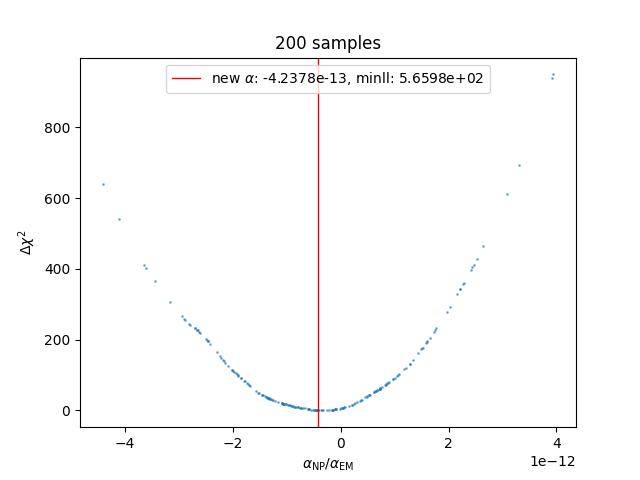 200 samples
new α: -4.2378e-13, minll: 5.6598e+02
800
600
400
200
0
Δχ²
−4 −2 0 2 4
1e−12
α_NP/α_EM